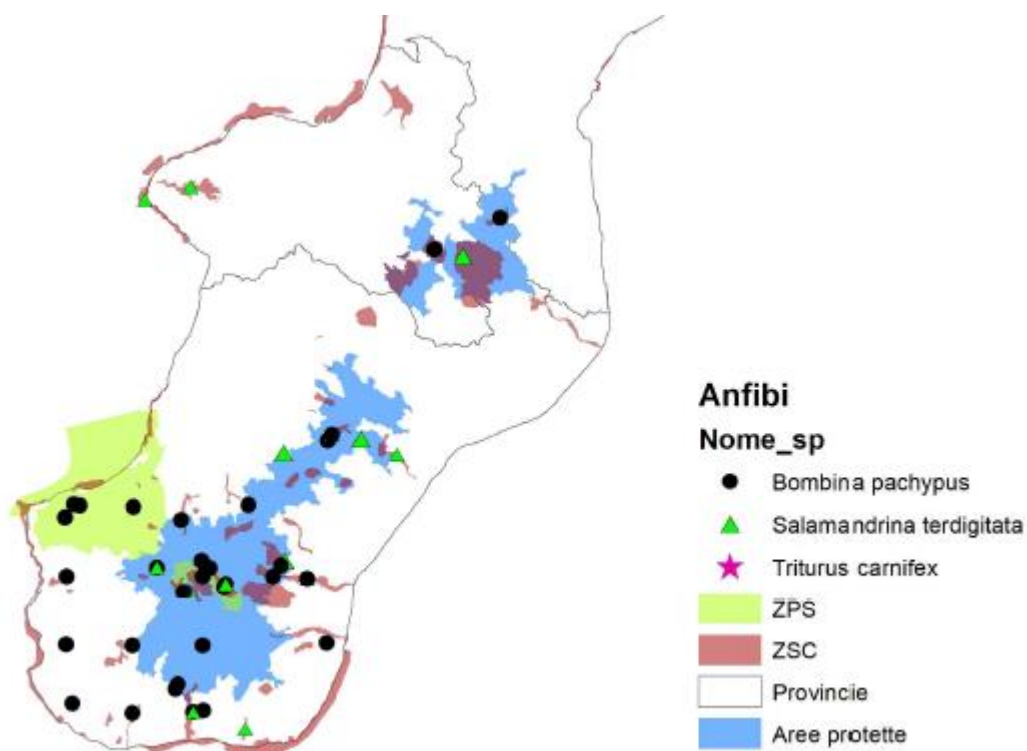 Anfibi
Nome_sp
Bombina pachypus
Salamandrina terdigitata
Triturus carnifex
ZPS
ZSC
Provincie
Aree protette